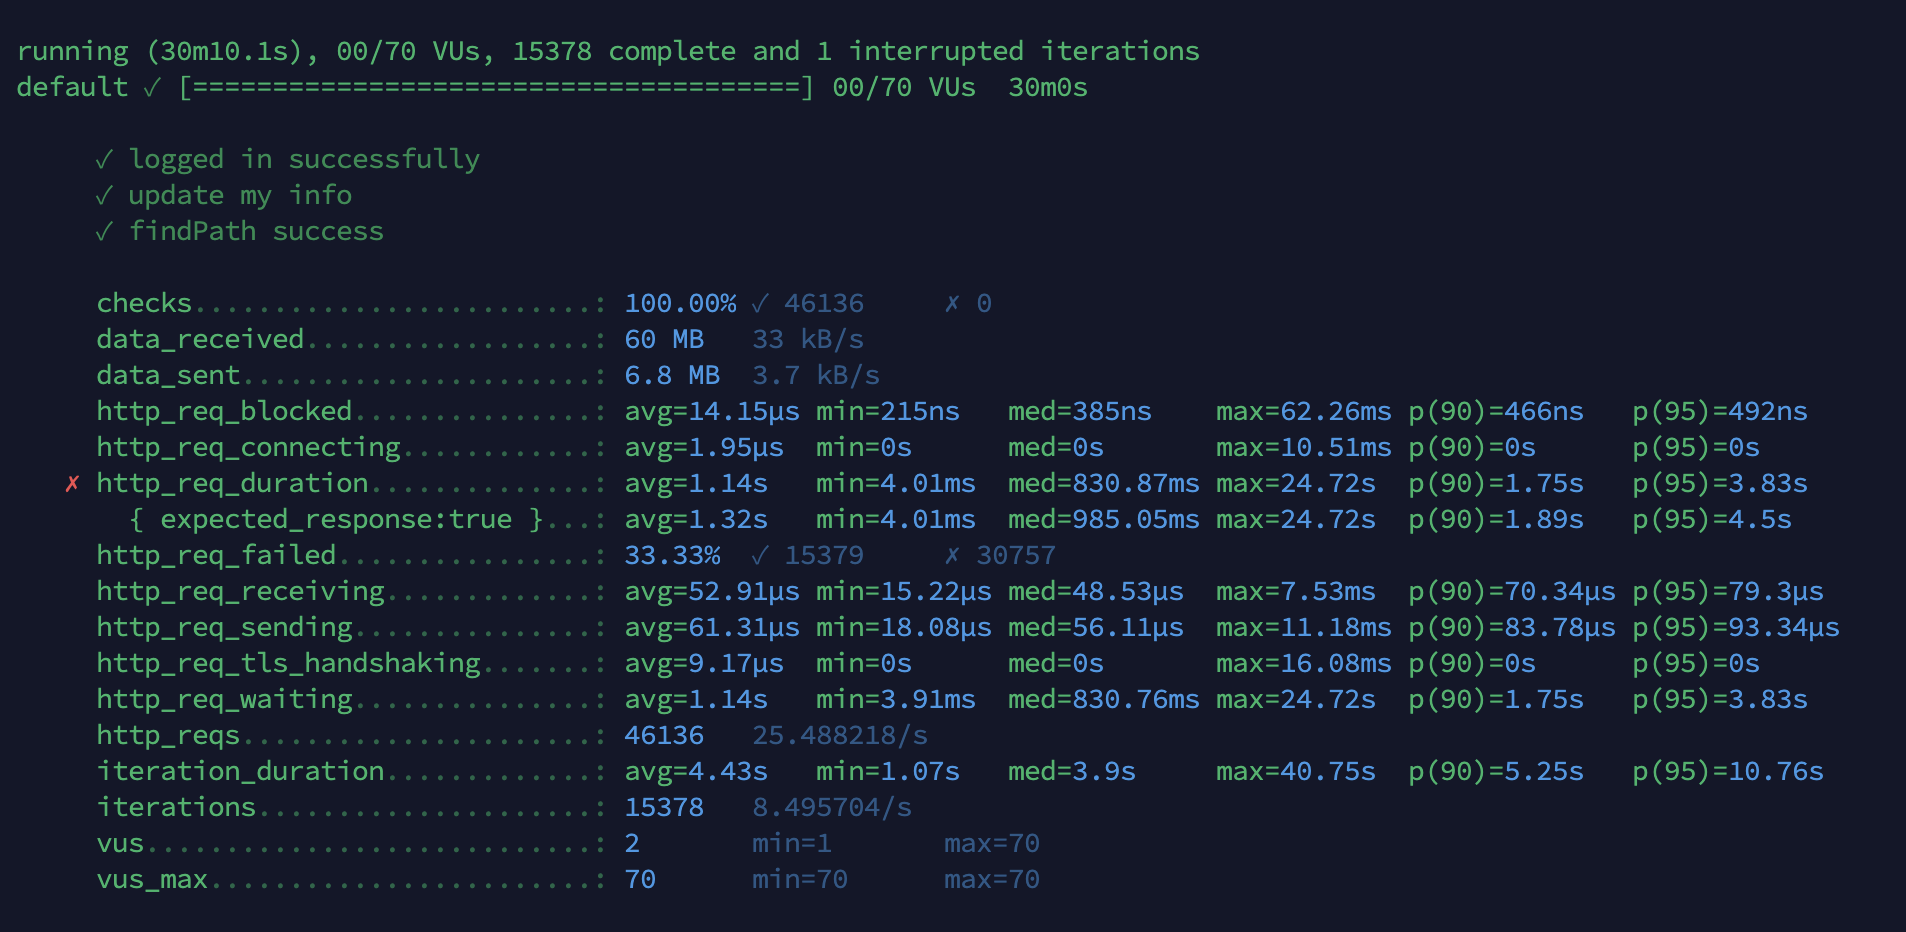 running (30m10.1s), 00/70 VUs, 15378 complete and 1 interrupted iterations
default ✓ [======================================] 00/70 VUs  30m0s
✓ logged in successfully
✓ update my info
✓ findPath success
checks.........................: 100.00% ✓ 46136     ✗ 0
data_received..................: 60 MB   33 kB/s
data_sent......................: 6.8 MB  3.7 kB/s
http_req_blocked...............: avg=14.15µs min=215ns   med=385ns    max=62.26ms p(90)=466ns   p(95)=492ns
http_req_connecting............: avg=1.95µs  min=0s      med=0s       max=10.51ms p(90)=0s      p(95)=0s
✗ http_req_duration..............: avg=1.14s   min=4.01ms  med=830.87ms max=24.72s  p(90)=1.75s   p(95)=3.83s
{ expected_response:true }...: avg=1.32s   min=4.01ms  med=985.05ms max=24.72s  p(90)=1.89s   p(95)=4.5s
http_req_failed................: 33.33%  ✓ 15379     ✗ 30757
http_req_receiving.............: avg=52.91µs min=15.22µs med=48.53µs  max=7.53ms  p(90)=70.34µs p(95)=79.3µs
http_req_sending...............: avg=61.31µs min=18.08µs med=56.11µs  max=11.18ms p(90)=83.78µs p(95)=93.34µs
http_req_tls_handshaking.......: avg=9.17µs  min=0s      med=0s       max=16.08ms p(90)=0s      p(95)=0s
http_req_waiting...............: avg=1.14s   min=3.91ms  med=830.76ms max=24.72s  p(90)=1.75s   p(95)=3.83s
http_reqs......................: 46136   25.488218/s
iteration_duration.............: avg=4.43s   min=1.07s   med=3.9s     max=40.75s  p(90)=5.25s   p(95)=10.76s
iterations.....................: 15378   8.495704/s
vus............................: 2       min=1       max=70
vus_max........................: 70      min=70      max=70